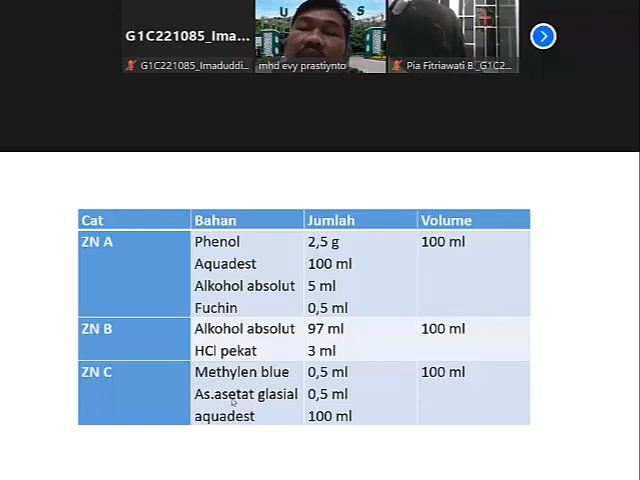 U S
G1C221085_Ima...
G1C221085_Imaduddi...
mhd evy prastiynto
Pia Fitriawati B._G1C2...
Cat Bahan Jumlah Volume
ZN A Phenol 2,5 g 100 ml
Aquadest 100 ml
Alkohol absolut 5 ml
Fuchin 0,5 ml
ZN B Alkohol absolut 97 ml 100 ml
HCl pekat 3 ml
ZN C Methylen blue 0,5 ml 100 ml
As.asetat glasial 0,5 ml
aquadest 100 ml